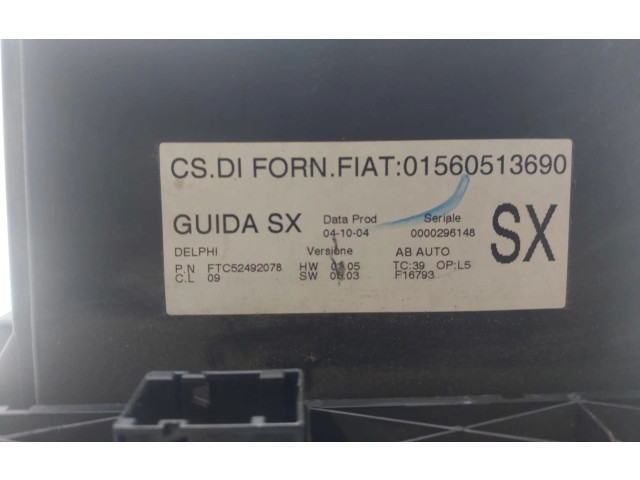 CS.DI FORN.FIAT:01560513690
GUIDA SX Data Prod Seriale SX
04-10-04 0000296148
DELPHI Versione AB AUTO
P.N FTC52492078 HW 05 TC:39 OP:L5
C.L 09 SW 03 F16793